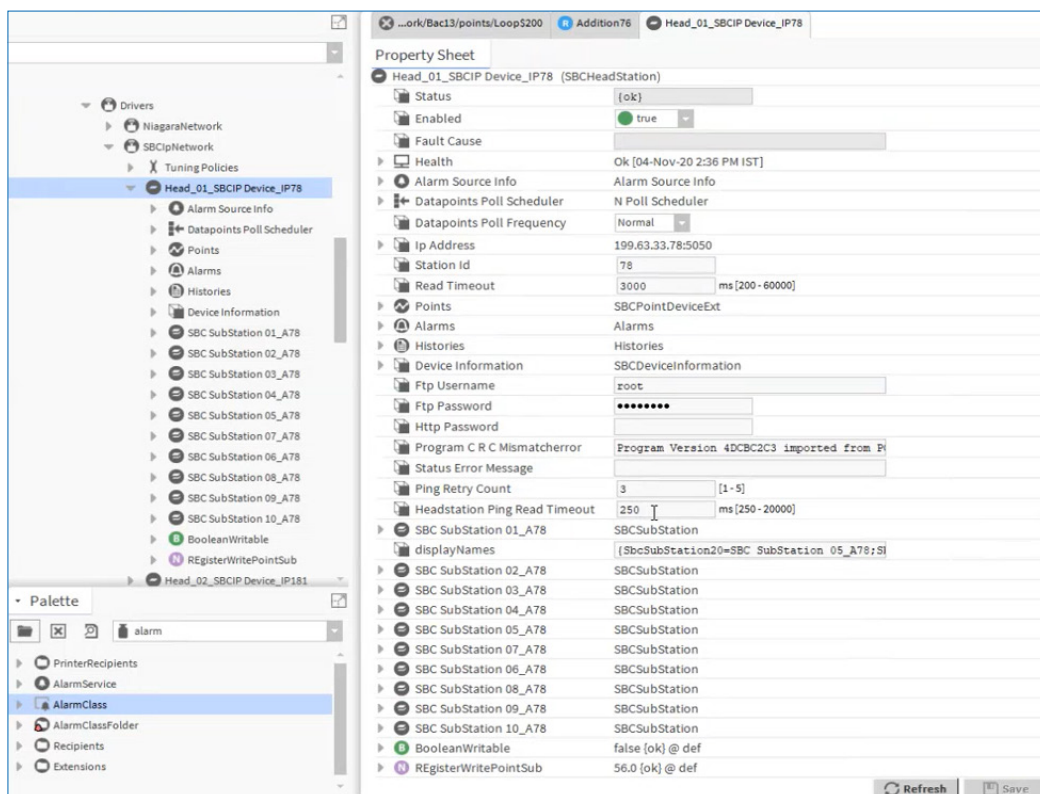 Drivers
NiagaraNetwork
SBCIpNetwork
Tuning Policies
Head_01_SBCIP Device_IP78
Alarm Source Info
Datapoints Poll Scheduler
Points
Alarms
Histories
Device Information
SBC SubStation 01_A78
SBC SubStation 02_A78
SBC SubStation 03_A78
SBC SubStation 04_A78
SBC SubStation 05_A78
SBC SubStation 07_A78
SBC SubStation 06_A78
SBC SubStation 08_A78
SBC SubStation 09_A78
SBC SubStation 10_A78
B BooleanWritable
N REgisterWritePointSub
Head_02_SBCIP Device_IP181
Palette
alarm
PrinterRecipients
AlarmService
AlarmClass
AlarmClassFolder
Recipients
Extensions
...ork/Bac13/points/Loop$200 R Addition76 Head_01_SBCIP Device_IP78
Property Sheet
Head_01_SBCIP Device_IP78 (SBCHeadStation)
Status {ok}
Enabled true
Fault Cause
Health Ok [04-Nov-20 2:36 PM IST]
Alarm Source Info Alarm Source Info
Datapoints Poll Scheduler N Poll Scheduler
Datapoints Poll Frequency Normal
Ip Address 199.63.33.78:5050
Station Id 78
Read Timeout 3000 ms [200 - 60000]
Points SBCPointDeviceExt
Alarms Alarms
Histories Histories
Device Information SBCDeviceInformation
Ftp Username root
Ftp Password ••••••••
Http Password
Program C R C Mismatcherror Program Version 4DCBC2C3 imported from
Status Error Message
Ping Retry Count 3 [1 - 5]
Headstation Ping Read Timeout 250 ms [250 - 20000]
SBC SubStation 01_A78 SBCSubStation
displayNames {SbcSubStation20=SBC SubStation 05_A78;
SBC SubStation 02_A78 SBCSubStation
SBC SubStation 03_A78 SBCSubStation
SBC SubStation 04_A78 SBCSubStation
SBC SubStation 05_A78 SBCSubStation
SBC SubStation 07_A78 SBCSubStation
SBC SubStation 06_A78 SBCSubStation
SBC SubStation 08_A78 SBCSubStation
SBC SubStation 09_A78 SBCSubStation
SBC SubStation 10_A78 SBCSubStation
B BooleanWritable false {ok} @ def
N REgisterWritePointSub 56.0 {ok} @ def
Refresh Save